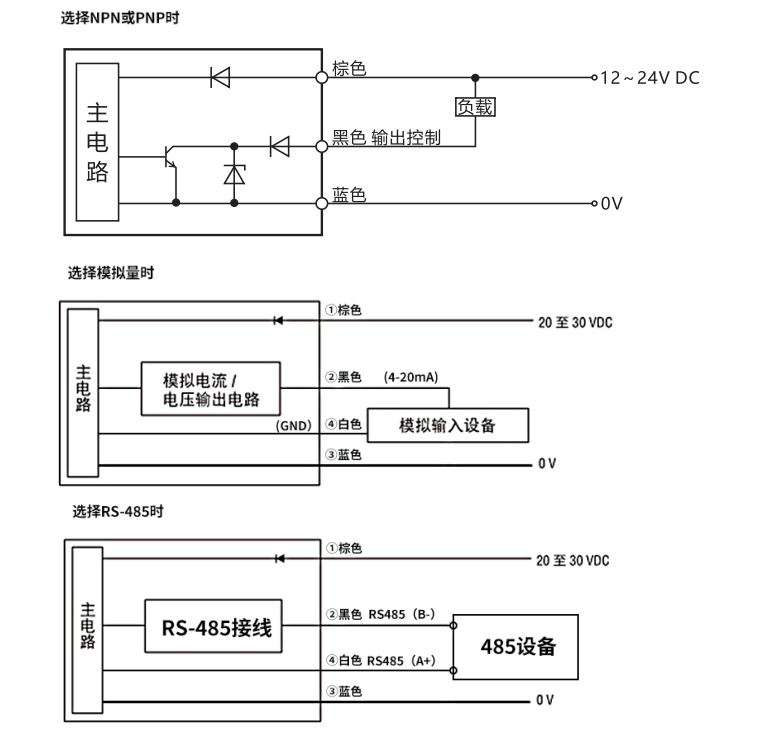 选择NPN或PNP时
棕色
12~24V DC
负载
主电路
黑色 输出控制
蓝色
0V
选择模拟量时
①棕色
20 至 30 VDC
主电路
模拟电流 /
电压输出电路
②黑色 (4-20mA)
(GND) ④白色
模拟输入设备
③蓝色
0 V
选择RS-485时
①棕色
20 至 30 VDC
主电路
RS-485接线
②黑色 RS485（B-）
485设备
④白色 RS485（A+）
③蓝色
0 V